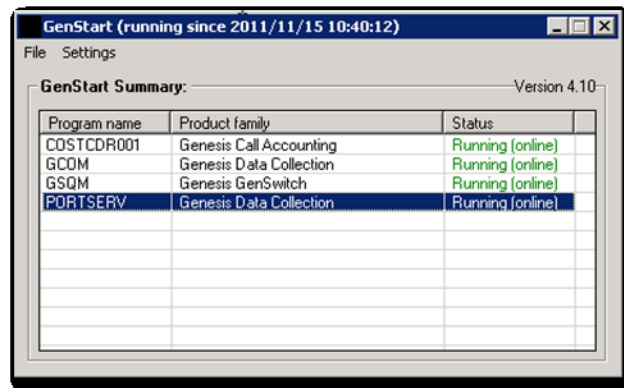 GenStart (running since 2011/11/15 10:40:12)
File Settings
GenStart Summary: Version 4.10
Program name Product family Status
COSTCDR001 Genesis Call Accounting Running (online)
GCOM Genesis Data Collection Running (online)
GSQM Genesis GenSwitch Running (online)
PORTSERV Genesis Data Collection Running (online)